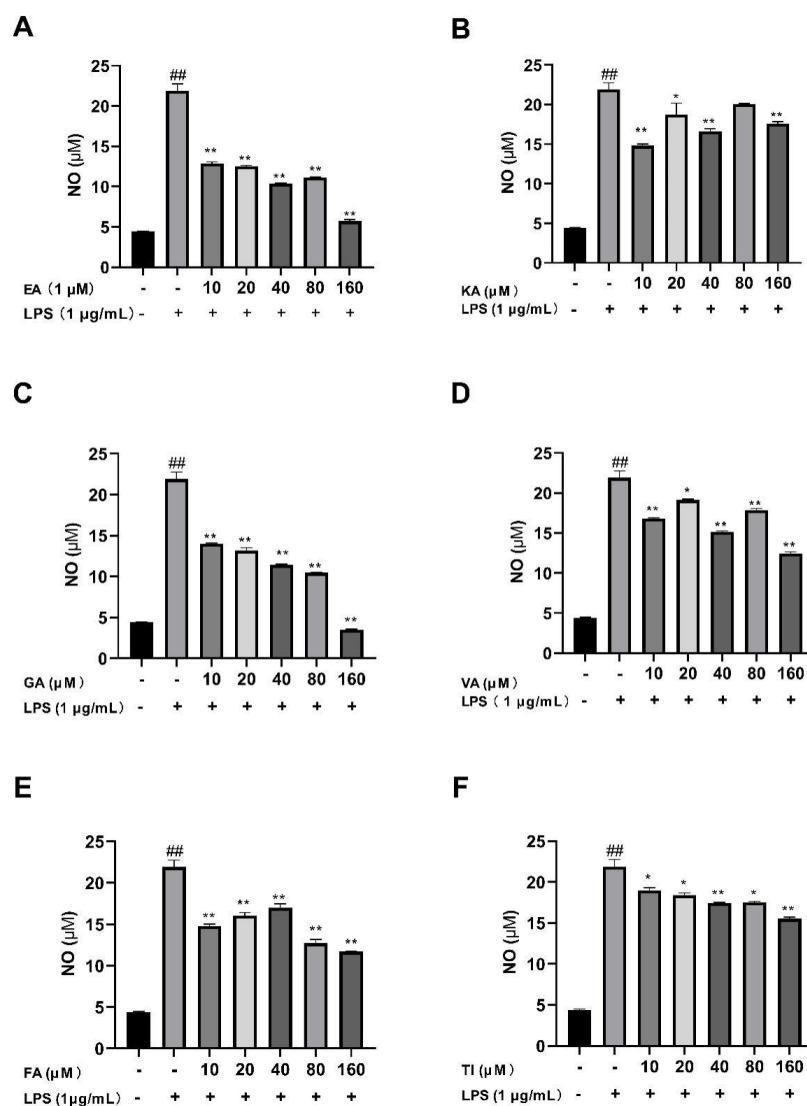 A
25
20
15
10
5
0
NO (µM)
##
**
**
**
**
**
EA (1 µM) - - 10 20 40 80 160
LPS (1 µg/mL) - + + + + + +
B
25
20
15
10
5
0
NO (µM)
##
**
*
**
**
KA (µM) - - 10 20 40 80 160
LPS (1 µg/mL) - + + + + + +
C
25
20
15
10
5
0
NO (µM)
##
**
**
**
**
**
GA (µM) - - 10 20 40 80 160
LPS (1 µg/mL) - + + + + + +
D
25
20
15
10
5
0
NO (µM)
##
**
*
**
**
**
VA (µM) - - 10 20 40 80 160
LPS ( 1 µg/mL) - + + + + + +
E
25
20
15
10
5
0
NO (µM)
##
**
**
**
**
**
FA (µM) - - 10 20 40 80 160
LPS (1µg/mL) - + + + + + +
F
25
20
15
10
5
0
NO (µM)
##
*
*
**
*
**
TI (µM) - - 10 20 40 80 160
LPS (1 µg/mL) - + + + + + +